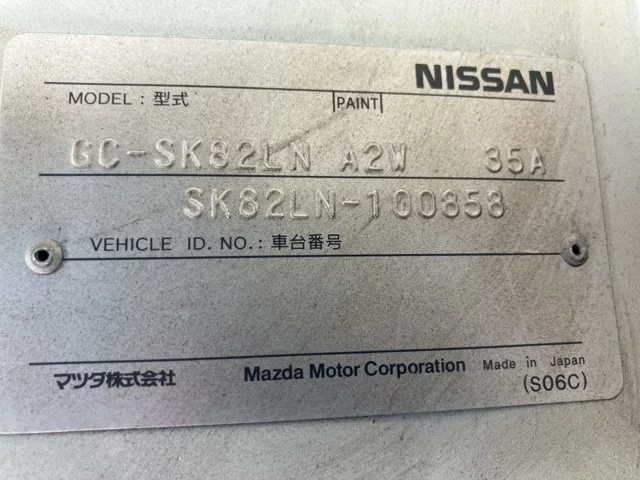 NISSAN
MODEL : 型式 PAINT
GC-SK82LN A2W 35A
SK82LN-100858
VEHICLE ID. NO. : 車台番号
マツダ株式会社 Mazda Motor Corporation Made in Japan
(S06C)